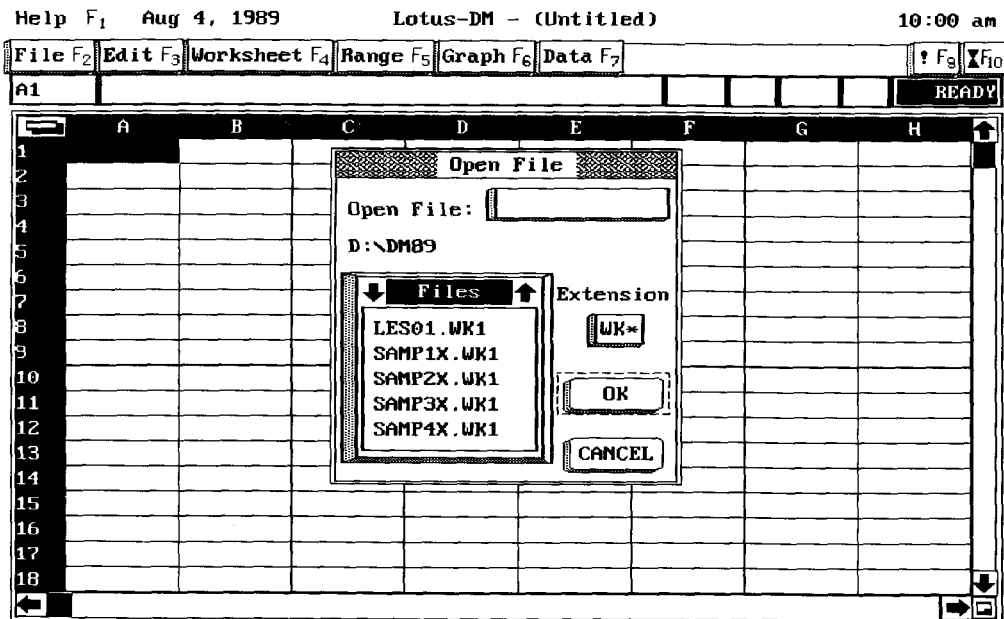 Help F1 Aug 4, 1989 Lotus-DM – (Untitled) 10:00 am
File F2 Edit F3 Worksheet F4 Range F5 Graph F6 Data F7 ! F9 F10
A1 READY
A B C D E F G H
1
2
3
4
5
6
7
8
9
10
11
12
13
14
15
16
17
18
Open File
Open File:
D:\DM89
Files
LES01.WK1
SAMP1X.WK1
SAMP2X.WK1
SAMP3X.WK1
SAMP4X.WK1
Extension
WK*
OK
CANCEL